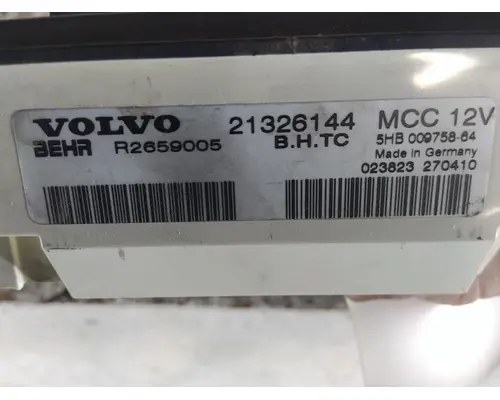 VOLVO 21326144 MCC 12V
BEHR R2659005 B.H.TC 5HB 009758-64
Made in Germany
023823 270410